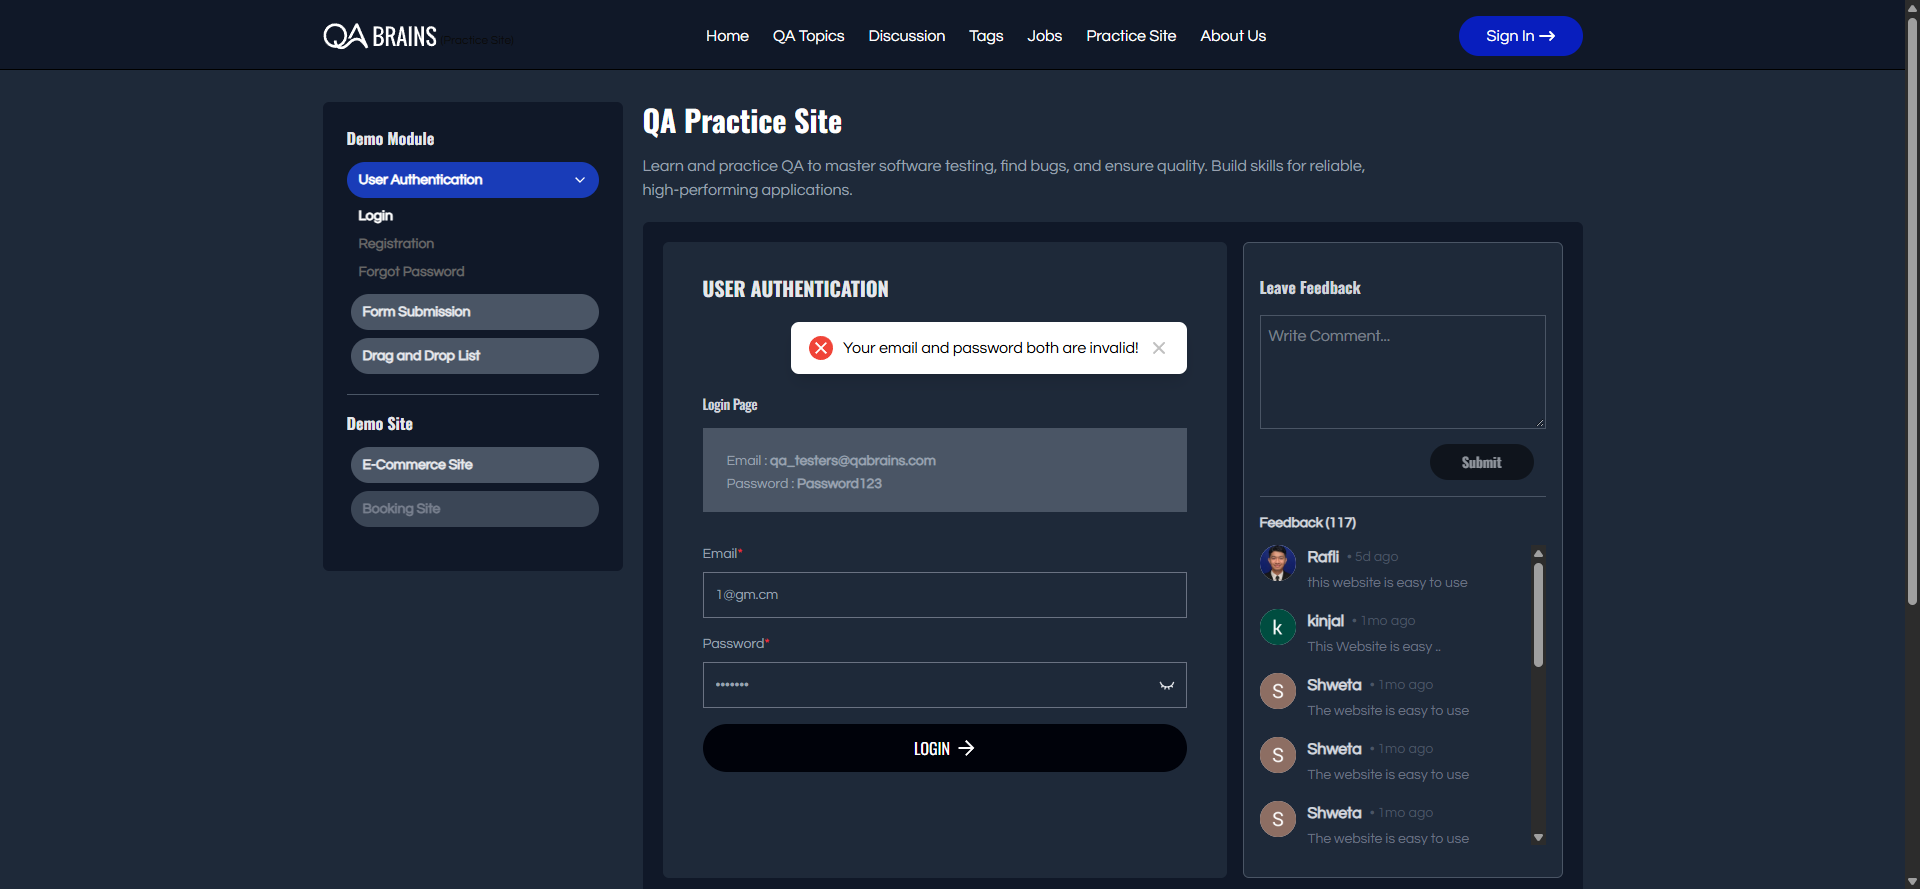 QA BRAINS
(Practice Site)
Home
QA Topics
Discussion
Tags
Jobs
Practice Site
About Us
Sign In
Demo Module
User Authentication
Login
Registration
Forgot Password
Form Submission
Drag and Drop List
Demo Site
E-Commerce Site
Booking Site
QA Practice Site
Learn and practice QA to master software testing, find bugs, and ensure quality. Build skills for reliable,
high-performing applications.
USER AUTHENTICATION
Your email and password both are invalid!
Login Page
Email : qa_testers@qabrains.com
Password : Password123
Email*
1@gm.cm
Password*
•••••••
LOGIN
Leave Feedback
Write Comment...
Submit
Feedback (117)
Rafli • 5d ago
this website is easy to use
k
kinjal • 1mo ago
This Website is easy ..
S
Shweta • 1mo ago
The website is easy to use
S
Shweta • 1mo ago
The website is easy to use
S
Shweta • 1mo ago
The website is easy to use